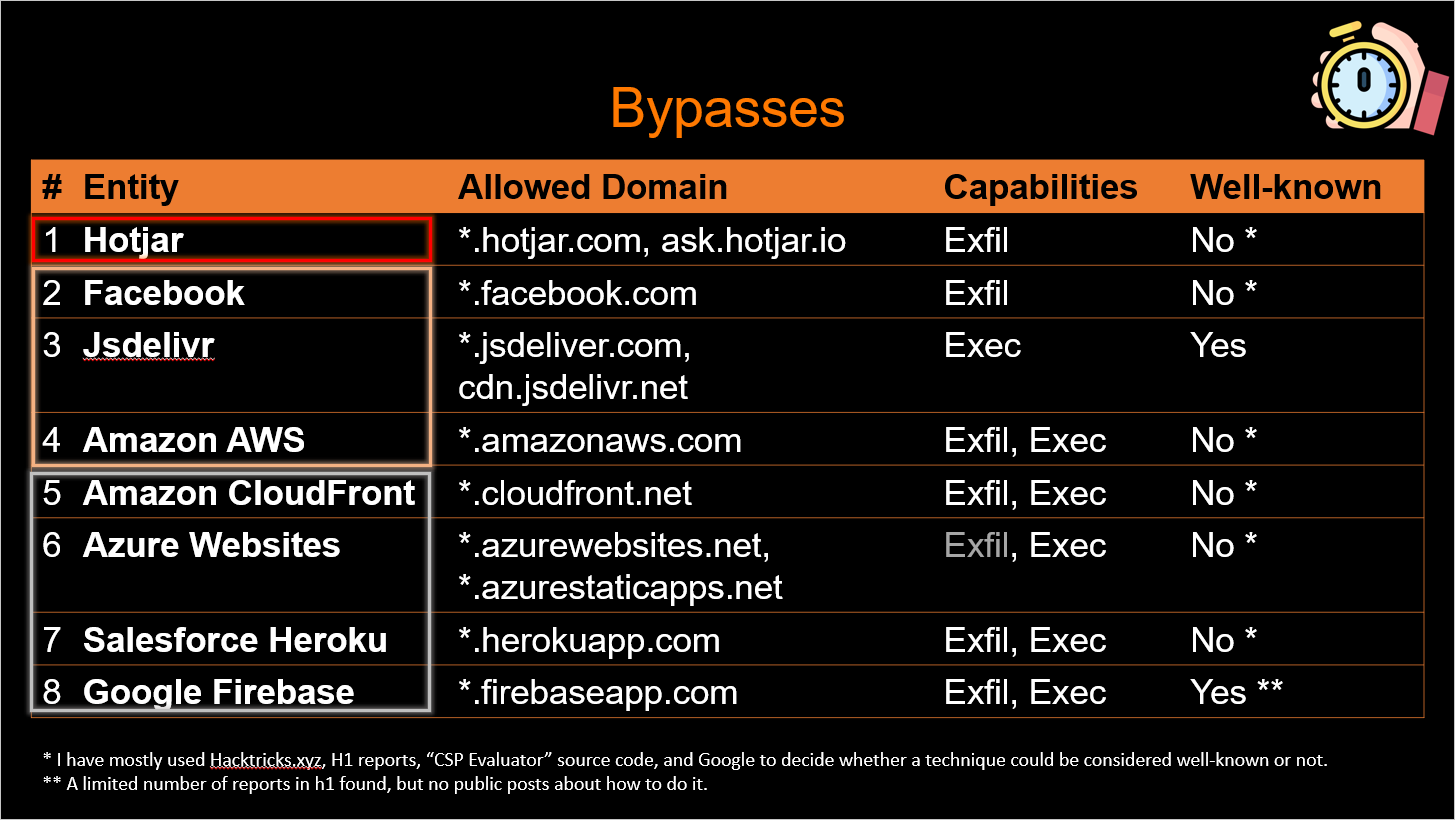 Bypasses
# Entity Allowed Domain Capabilities Well-known
1 Hotjar *.hotjar.com, ask.hotjar.io Exfil No *
2 Facebook *.facebook.com Exfil No *
3 Jsdelivr *.jsdeliver.com, Exec Yes
cdn.jsdelivr.net
4 Amazon AWS *.amazonaws.com Exfil, Exec No *
5 Amazon CloudFront *.cloudfront.net Exfil, Exec No *
6 Azure Websites *.azurewebsites.net, Exfil, Exec No *
*.azurestaticapps.net
7 Salesforce Heroku *.herokuapp.com Exfil, Exec No *
8 Google Firebase *.firebaseapp.com Exfil, Exec Yes **
* I have mostly used Hacktricks.xyz, H1 reports, “CSP Evaluator” source code, and Google to decide whether a technique could be considered well-known or not.
** A limited number of reports in h1 found, but no public posts about how to do it.
0